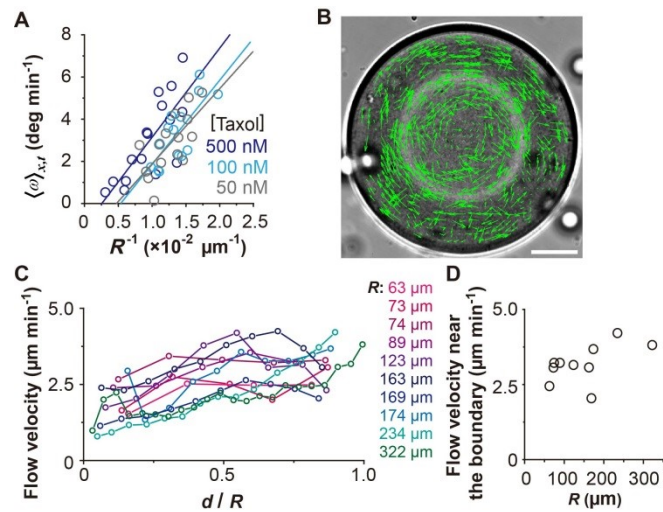 A
8
6
4
2
0
⟨ω⟩x,t (deg min⁻¹)
[Taxol]
500 nM
100 nM
50 nM
0 0.5 1.0 1.5 2.0 2.5
R⁻¹ (×10⁻² μm⁻¹)
B
C
5.0
2.5
0
Flow velocity (μm min⁻¹)
0 0.5 1.0
d / R
R: 63 μm
73 μm
74 μm
89 μm
123 μm
163 μm
169 μm
174 μm
234 μm
322 μm
D
5.0
2.5
0
Flow velocity near
the boundary (μm min⁻¹)
0 100 200 300
R (μm)